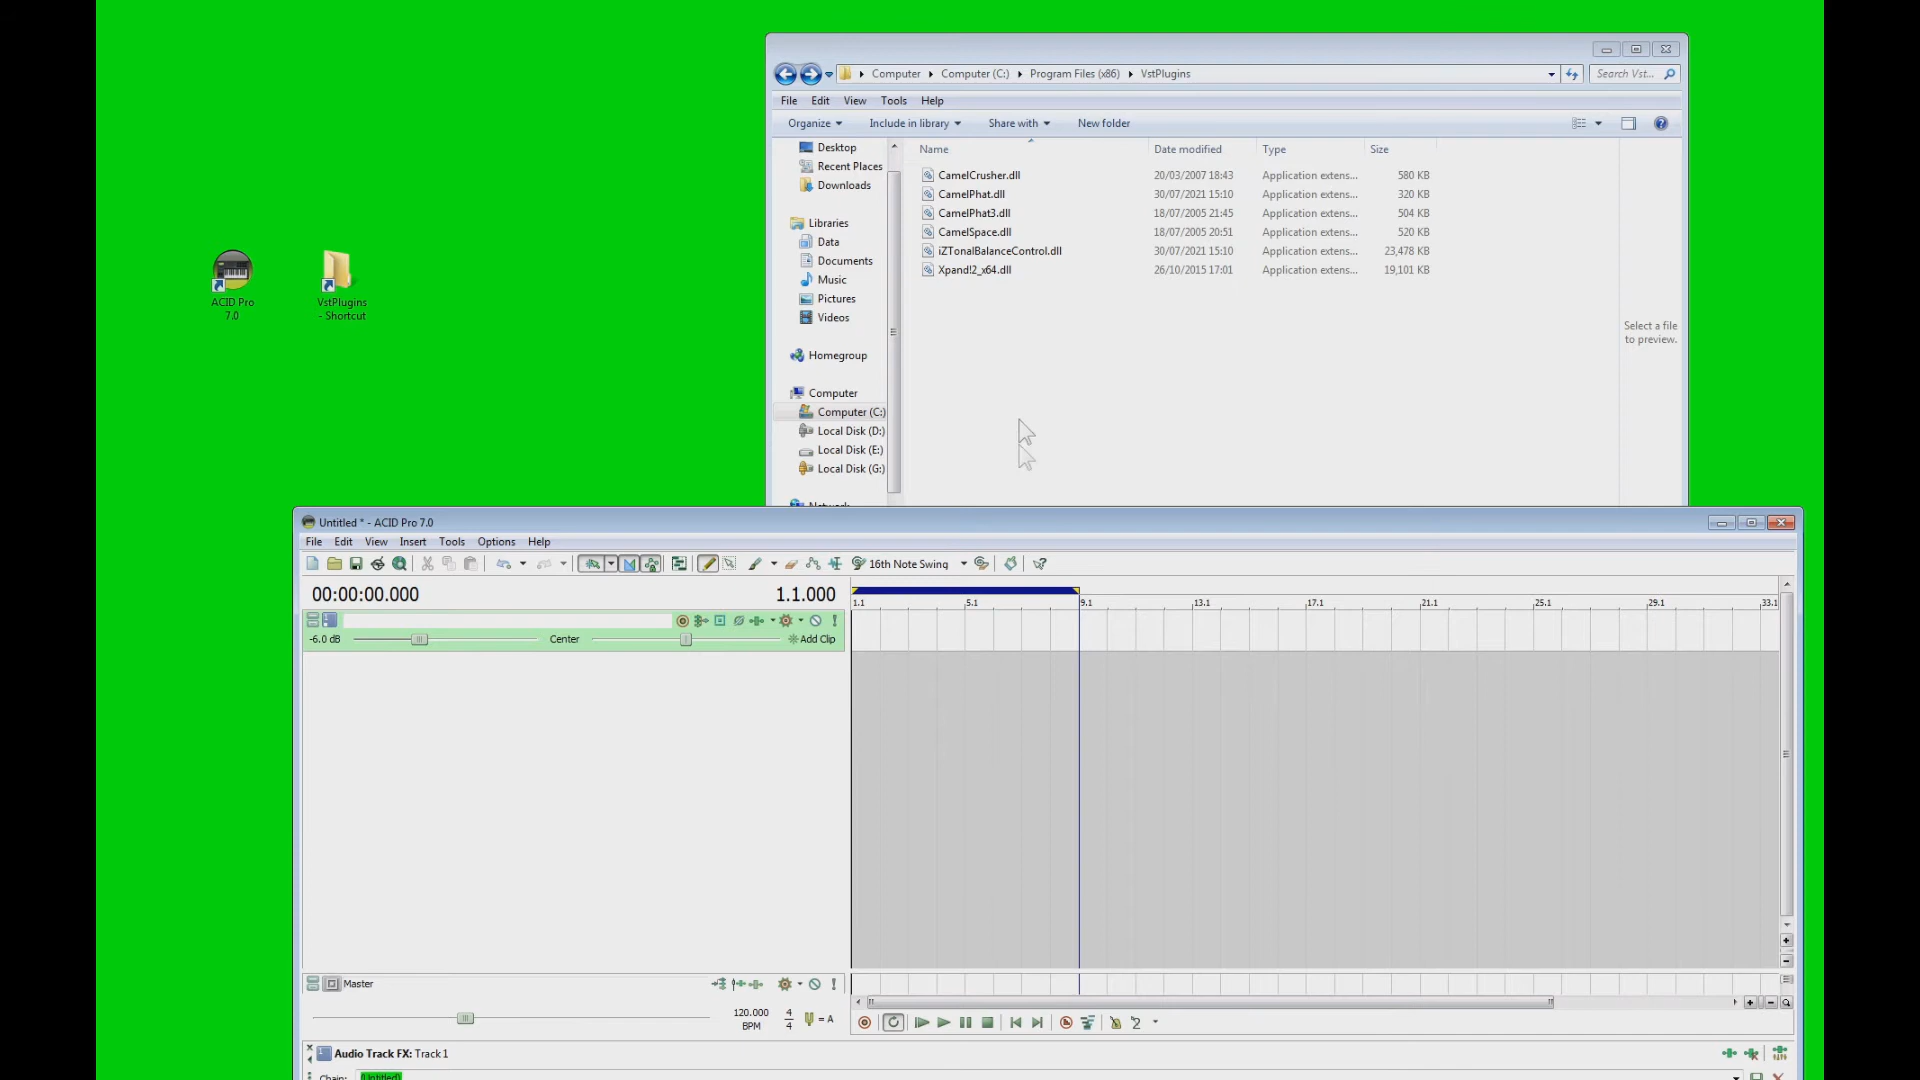 ACID Pro
7.0
VstPlugins
- Shortcut
Computer Computer (C:) Program Files (x86) VstPlugins
Search Vst...
File Edit View Tools Help
Organize Include in library Share with New folder
Name Date modified Type Size
Desktop
Recent Places
Downloads
Libraries
Data
Documents
Music
Pictures
Videos
Homegroup
Computer
Computer (C:)
Local Disk (D:)
Local Disk (E:)
Local Disk (G:)
CamelCrusher.dll 20/03/2007 18:43 Application extens... 580 KB
CamelPhat.dll 30/07/2021 15:10 Application extens... 320 KB
CamelPhat3.dll 18/07/2005 21:45 Application extens... 504 KB
CamelSpace.dll 18/07/2005 20:51 Application extens... 520 KB
iZTonalBalanceControl.dll 30/07/2021 15:10 Application extens... 23,478 KB
Xpand!2_x64.dll 26/10/2015 17:01 Application extens... 19,101 KB
Select a file
to preview.
Untitled * - ACID Pro 7.0
File Edit View Insert Tools Options Help
16th Note Swing
00:00:00.000 1.1.000
1.1 5.1 9.1 13.1 17.1 21.1 25.1 29.1 33.1
-6.0 dB Center Add Clip
Master
120.000
BPM
4
4
= A
Audio Track FX: Track 1
Chain: (Untitled)